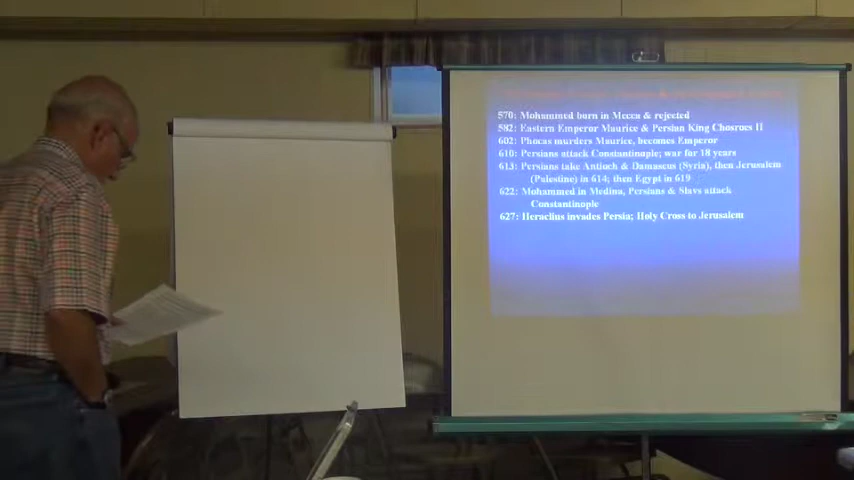 570: Mohammed born in Mecca & rejected
582: Eastern Emperor Maurice & Persian King Chosroes II
602: Phocas murders Maurice, becomes Emperor
610: Persians attack Constantinople; war for 18 years
613: Persians take Antioch & Damascus (Syria), then Jerusalem
(Palestine) in 614; then Egypt in 619
622: Mohammed in Medina, Persians & Slavs attack
Constantinople
627: Heraclius invades Persia; Holy Cross to Jerusalem